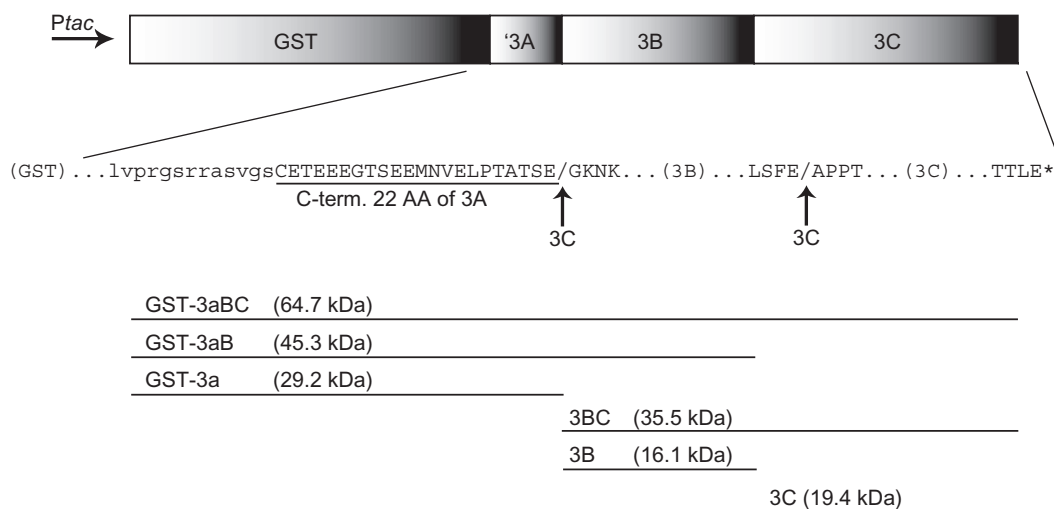 Ptac
GST ‘3A 3B 3C
(GST)...lvprgsrrasvgsCETEEEGTSEEMNVELPTATSE/GKNK...(3B)...LSFE/APPT...(3C)...TTLE*
C-term. 22 AA of 3A
3C 3C
GST-3aBC (64.7 kDa)
GST-3aB (45.3 kDa)
GST-3a (29.2 kDa)
3BC (35.5 kDa)
3B (16.1 kDa)
3C (19.4 kDa)